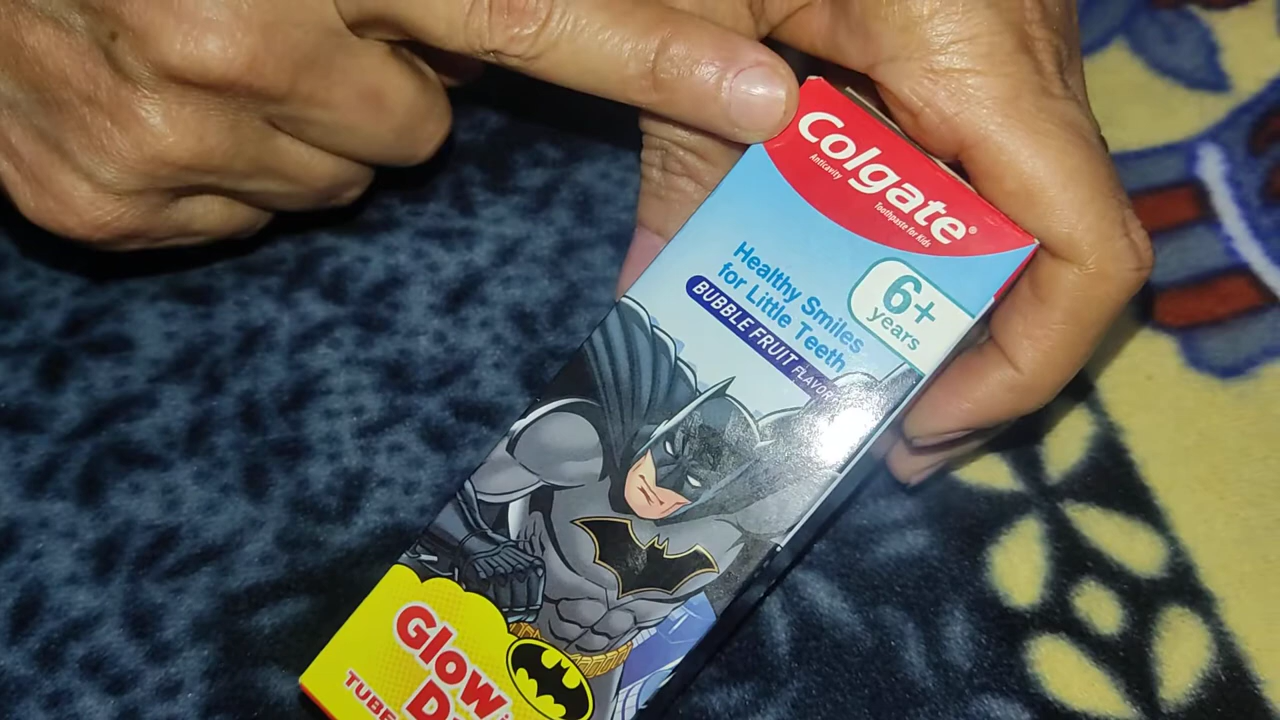 Colgate®
Anticavity
Toothpaste for Kids
6+
years
Healthy Smiles
for Little Teeth
BUBBLE FRUIT FLAVOR
Glow
TUBE